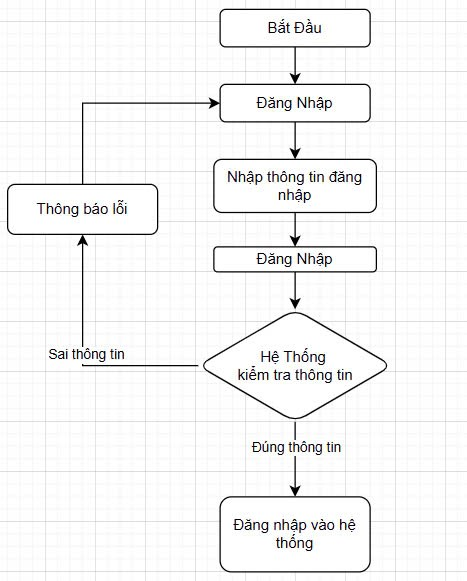 Bắt Đầu
Đăng Nhập
Nhập thông tin đăng
nhập
Thông báo lỗi
Đăng Nhập
Sai thông tin
Hệ Thống
kiểm tra thông tin
Đúng thông tin
Đăng nhập vào hệ
thống